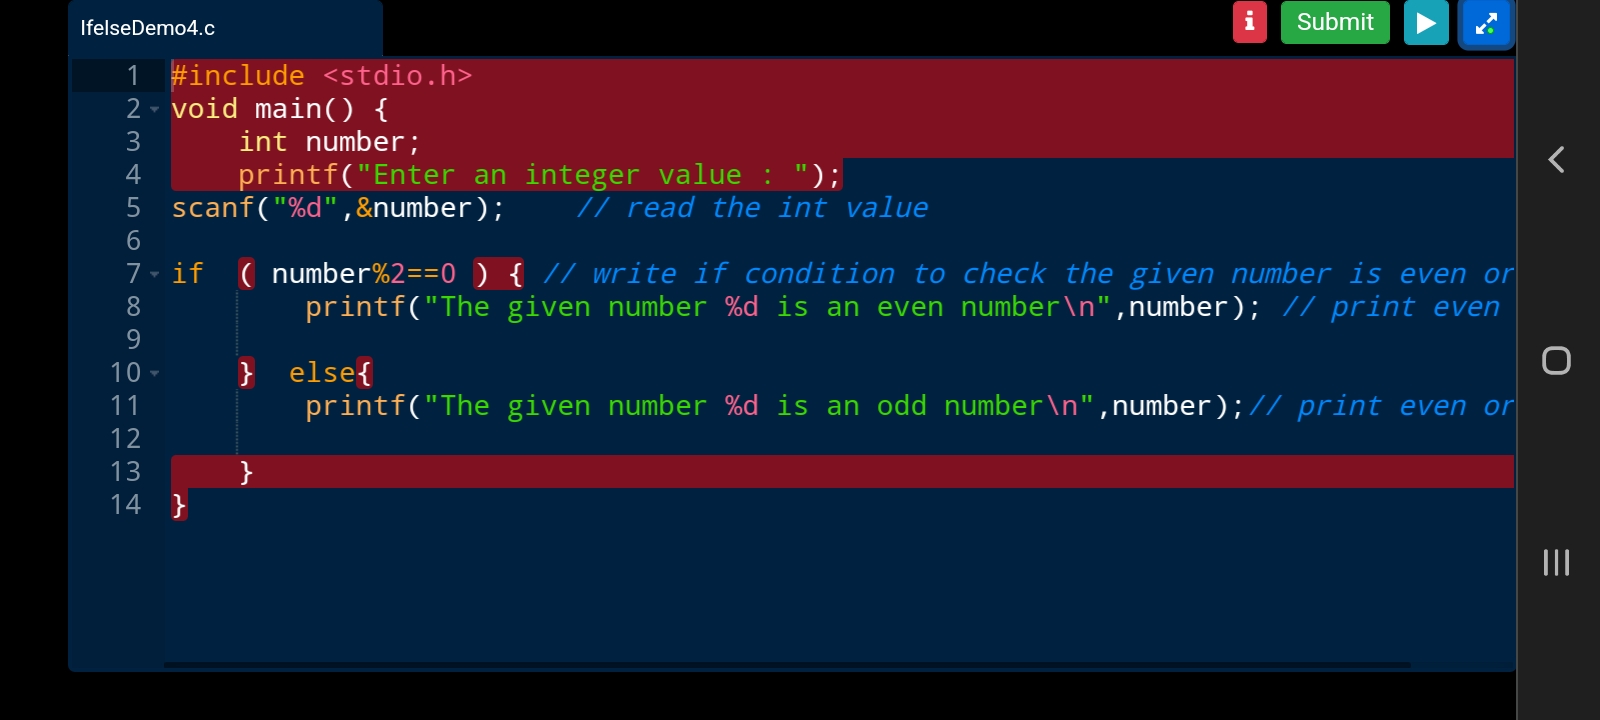 IfelseDemo4.c
Submit
1 #include <stdio.h>
2 void main() {
3     int number;
4     printf("Enter an integer value : ");
5 scanf("%d",&number);    // read the int value
6
7 if  ( number%2==0 ) { // write if condition to check the given number is even or
8         printf("The given number %d is an even number\n",number); // print even
9
10     }  else{
11         printf("The given number %d is an odd number\n",number);// print even or
12
13     }
14 }